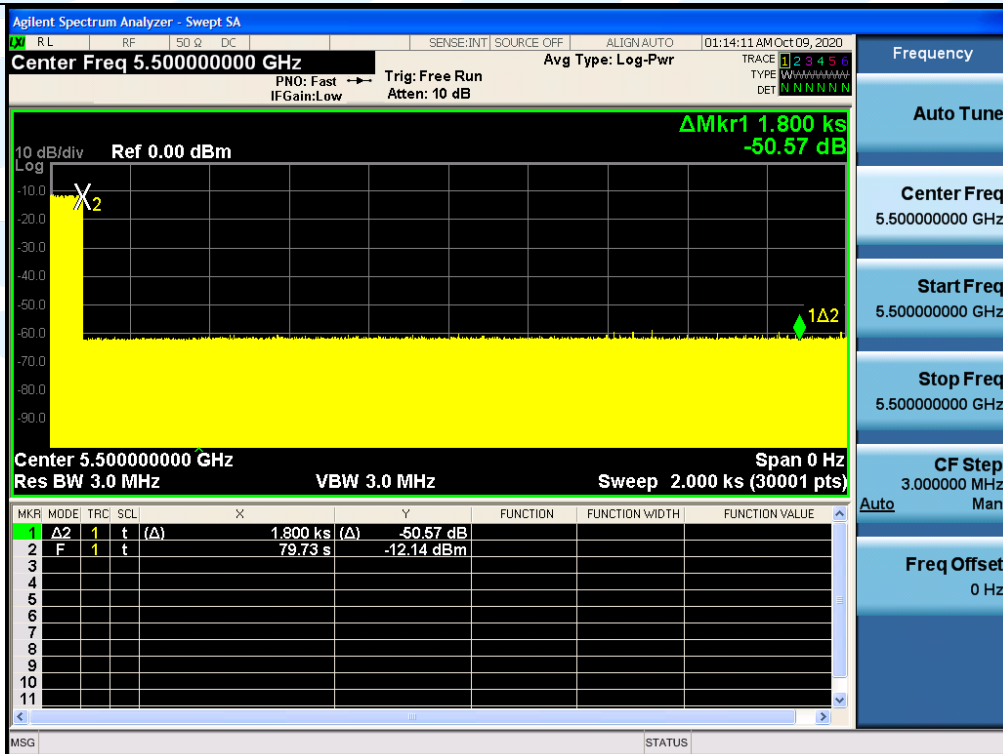 Agilent Spectrum Analyzer - Swept SA
LXI RL RF 50 Ω DC SENSE:INT SOURCE OFF ALIGN AUTO 01:14:11 AM Oct 09, 2020
Center Freq 5.500000000 GHz
PNO: Fast
IFGain:Low
Trig: Free Run
Atten: 10 dB
Avg Type: Log-Pwr
TRACE 1 2 3 4 5 6
TYPE WWWWWW
DET N N N N N N
ΔMkr1 1.800 ks
-50.57 dB
10 dB/div Ref 0.00 dBm
Log
-10.0
-20.0
-30.0
-40.0
-50.0
-60.0
-70.0
-80.0
-90.0
X2
1Δ2
Center 5.500000000 GHz Span 0 Hz
Res BW 3.0 MHz VBW 3.0 MHz Sweep 2.000 ks (30001 pts)
MKR MODE TRC SCL X Y FUNCTION FUNCTION WIDTH FUNCTION VALUE
1 Δ2 1 t (Δ) 1.800 ks (Δ) -50.57 dB
2 F 1 t 79.73 s -12.14 dBm
3
4
5
6
7
8
9
10
11
MSG STATUS
Frequency
Auto Tune
Center Freq
5.500000000 GHz
Start Freq
5.500000000 GHz
Stop Freq
5.500000000 GHz
CF Step
3.000000 MHz
Auto Man
Freq Offset
0 Hz